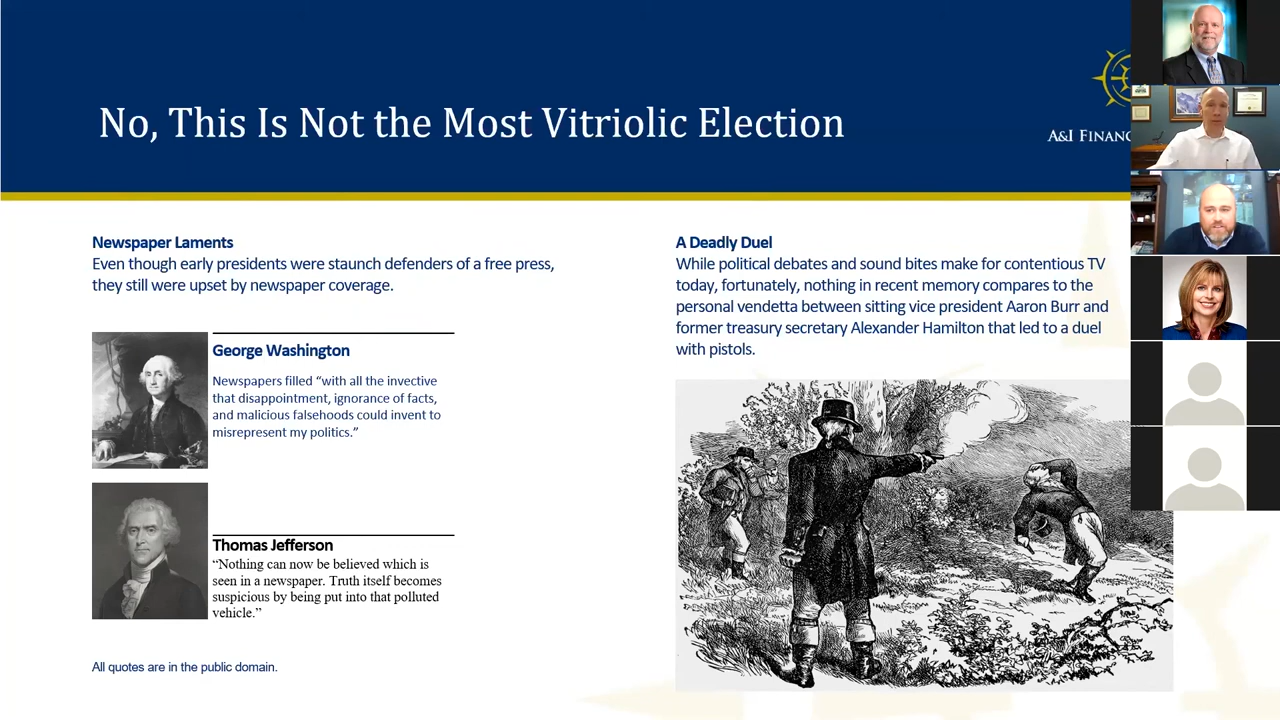 No, This Is Not the Most Vitriolic Election
A&I
Newspaper Laments
Even though early presidents were staunch defenders of a free press,
they still were upset by newspaper coverage.
George Washington
Newspapers filled “with all the invective
that disappointment, ignorance of facts,
and malicious falsehoods could invent to
misrepresent my politics.”
Thomas Jefferson
“Nothing can now be believed which is
seen in a newspaper. Truth itself becomes
suspicious by being put into that polluted
vehicle.”
All quotes are in the public domain.
A Deadly Duel
While political debates and sound bites make for contentious TV
today, fortunately, nothing in recent memory compares to the
personal vendetta between sitting vice president Aaron Burr and
former treasury secretary Alexander Hamilton that led to a duel
with pistols.